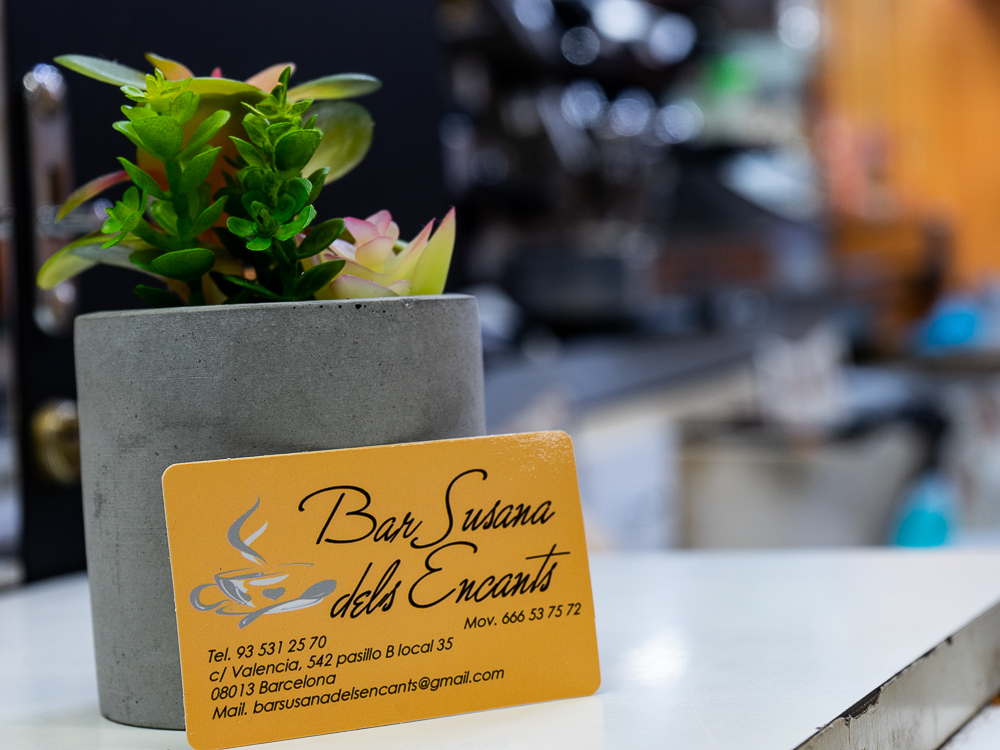 Bar Susana
dels Encants
Mov. 666 53 75 72
Tel. 93 531 25 70
c/ Valencia, 542 pasillo B local 35
08013 Barcelona
Mail. barsusanadelsencants@gmail.com